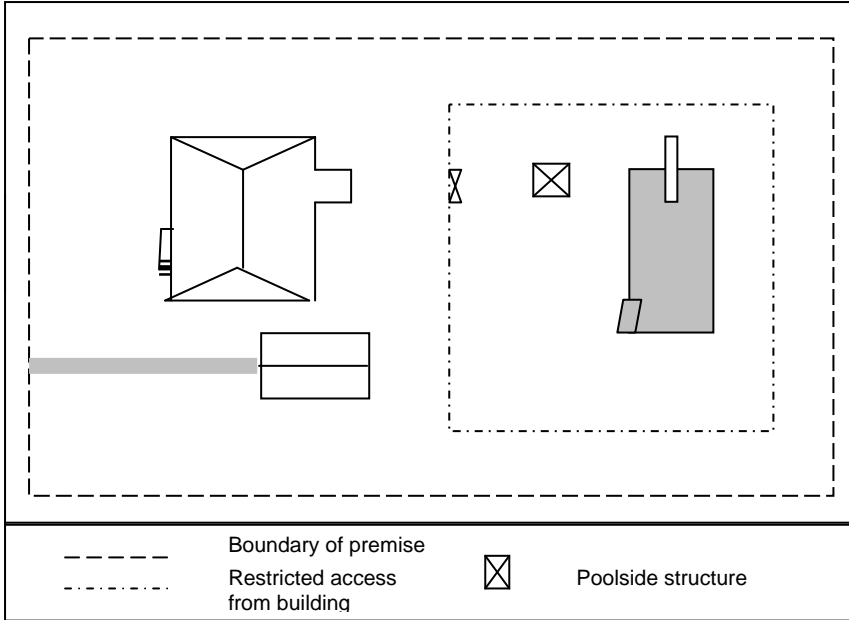 Boundary of premise
Restricted access
from building
Poolside structure